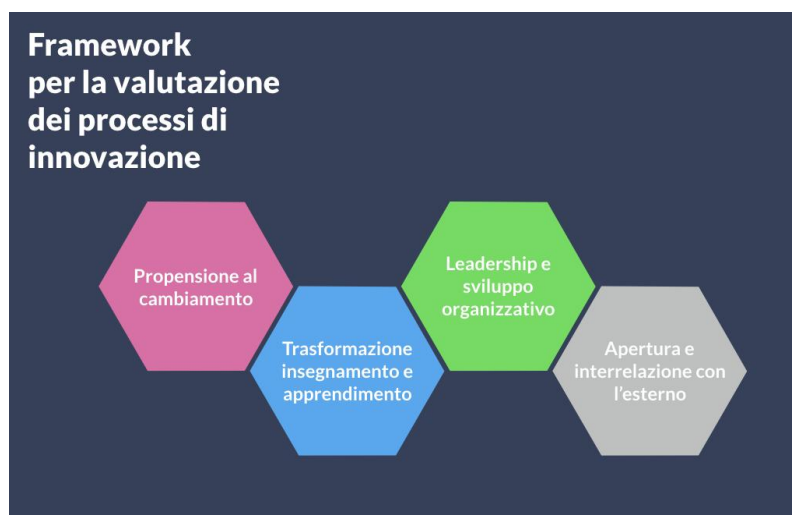 Framework
per la valutazione
dei processi di
innovazione
Propensione al
cambiamento
Trasformazione
insegnamento e
apprendimento
Leadership e
sviluppo
organizzativo
Apertura e
interrelazione con
l'esterno